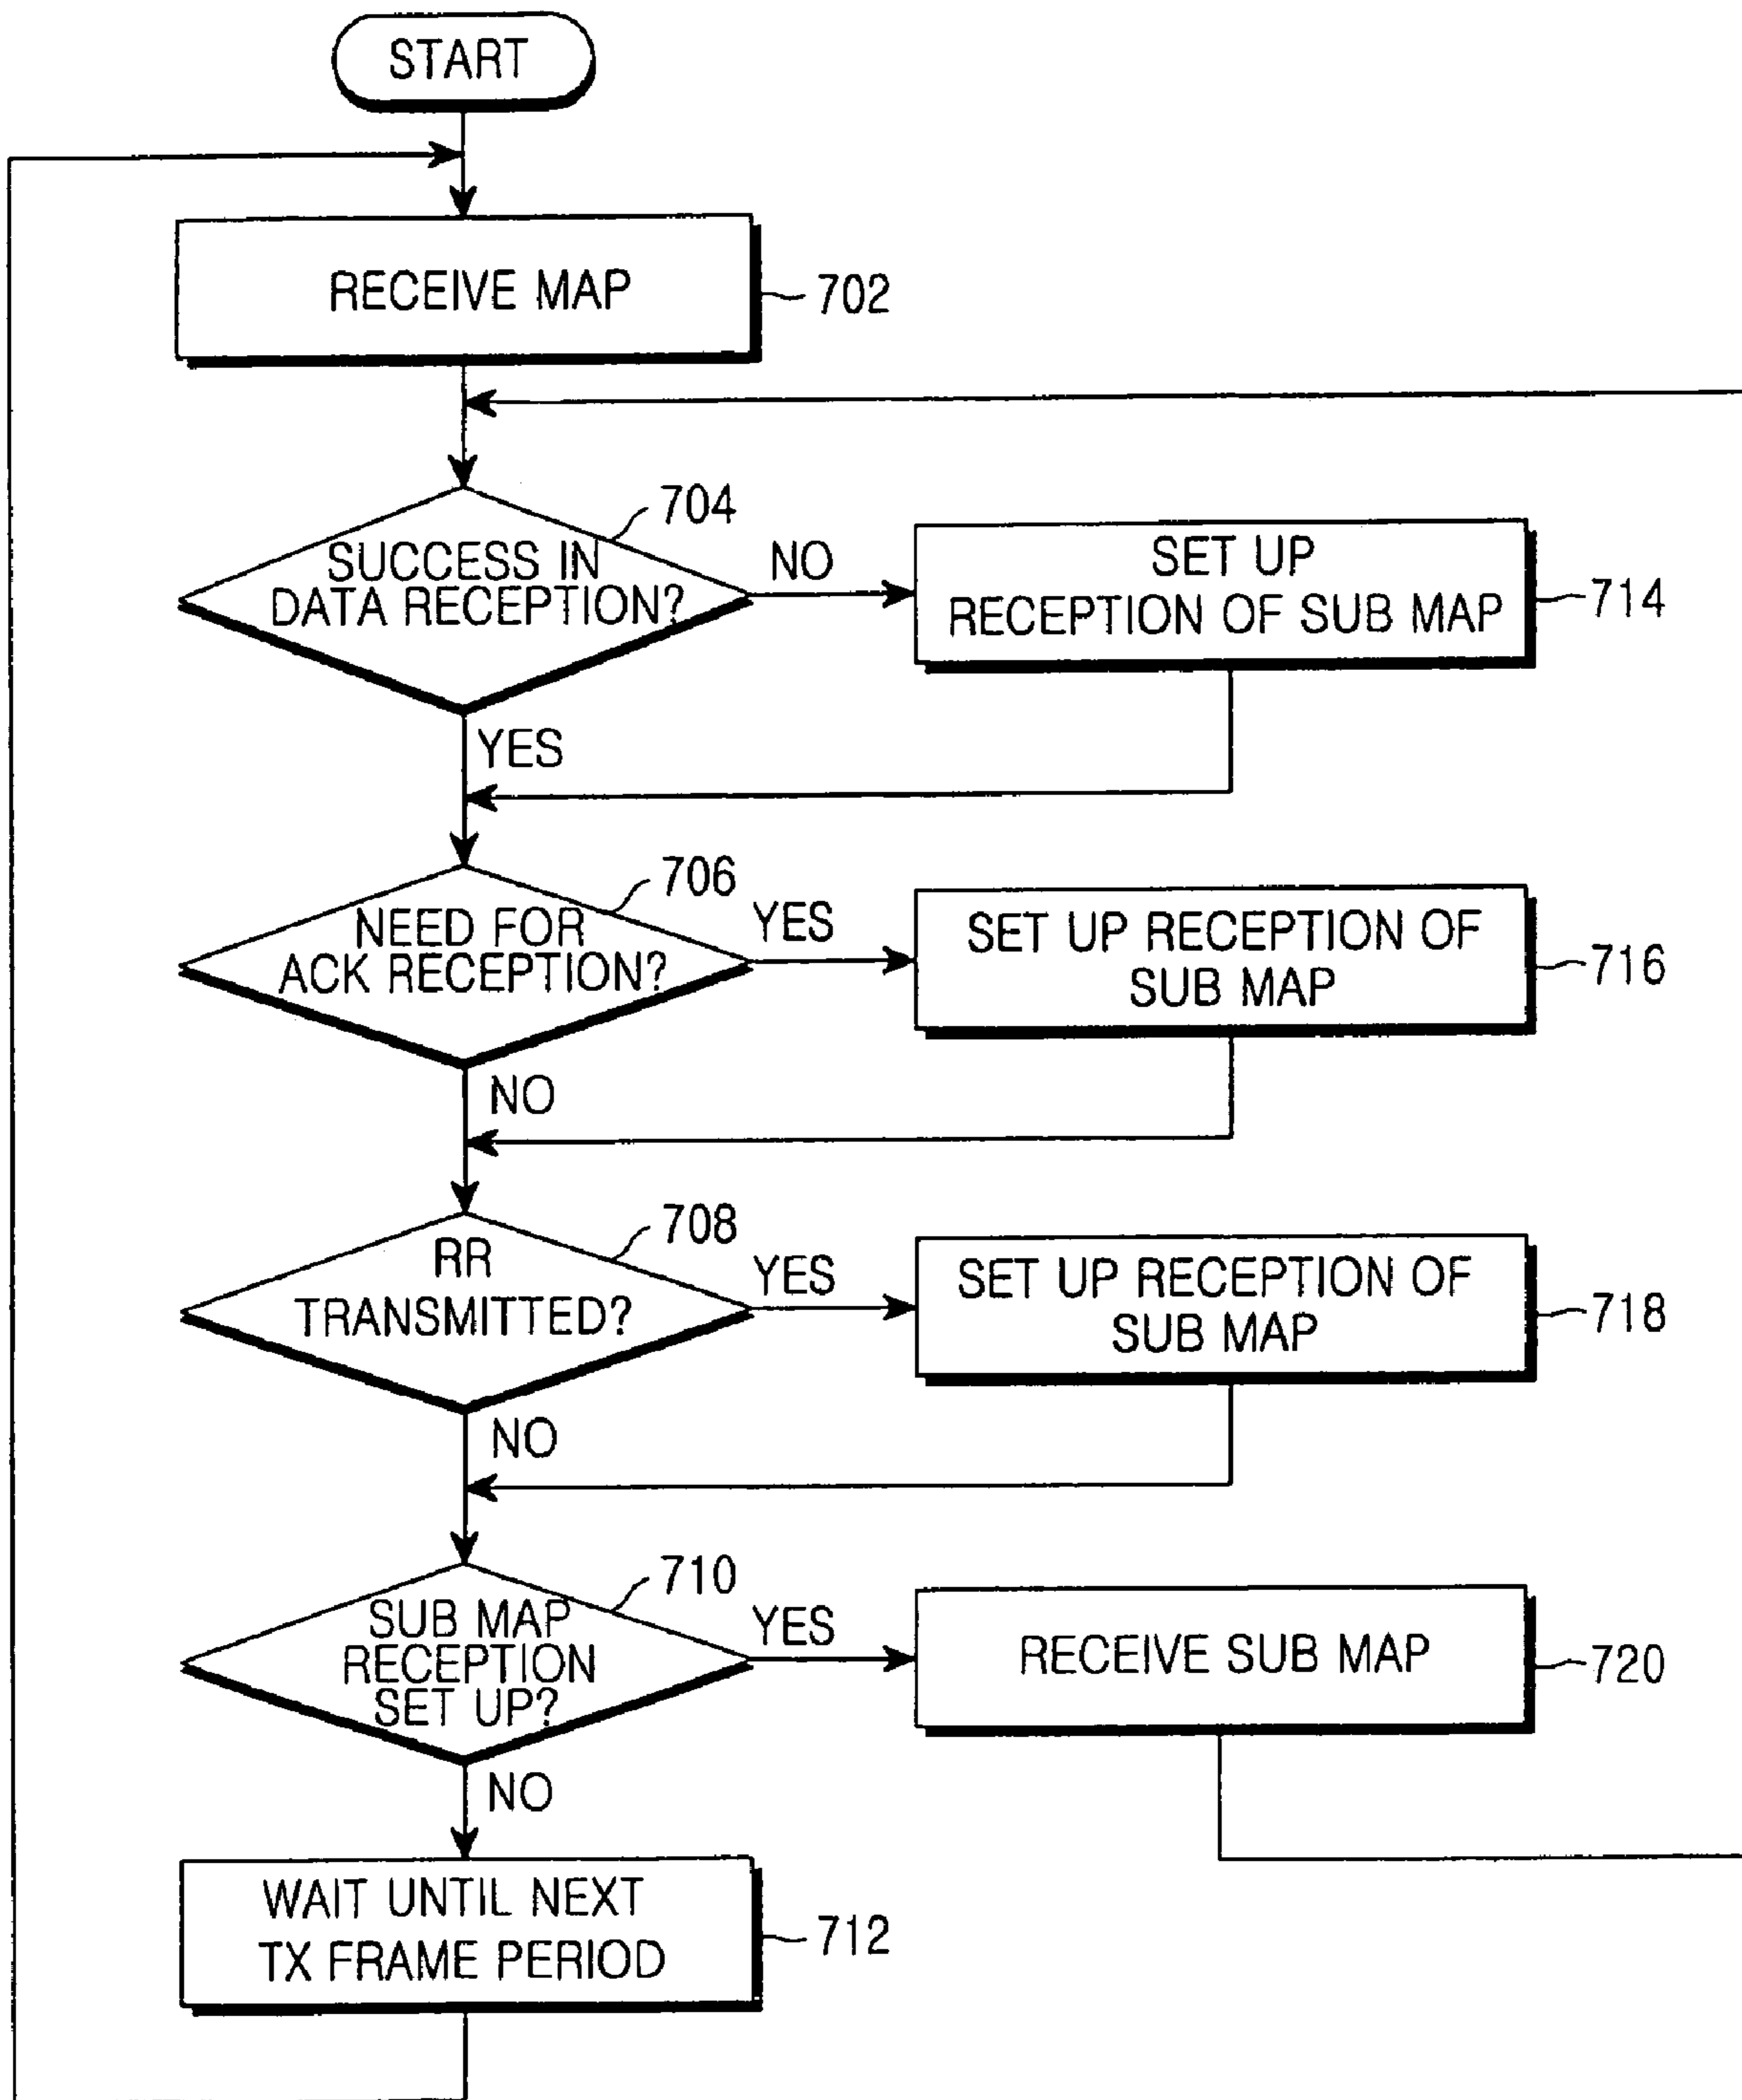 START
RECEIVE MAP
702
704
SUCCESS IN
DATA RECEPTION?
NO
SET UP
RECEPTION OF SUB MAP
714
YES
706
NEED FOR
ACK RECEPTION?
YES
SET UP RECEPTION OF
SUB MAP
716
NO
708
RR
TRANSMITTED?
YES
SET UP RECEPTION OF
SUB MAP
718
NO
710
SUB MAP
RECEPTION
SET UP?
YES
RECEIVE SUB MAP
720
NO
WAIT UNTIL NEXT
TX FRAME PERIOD
712